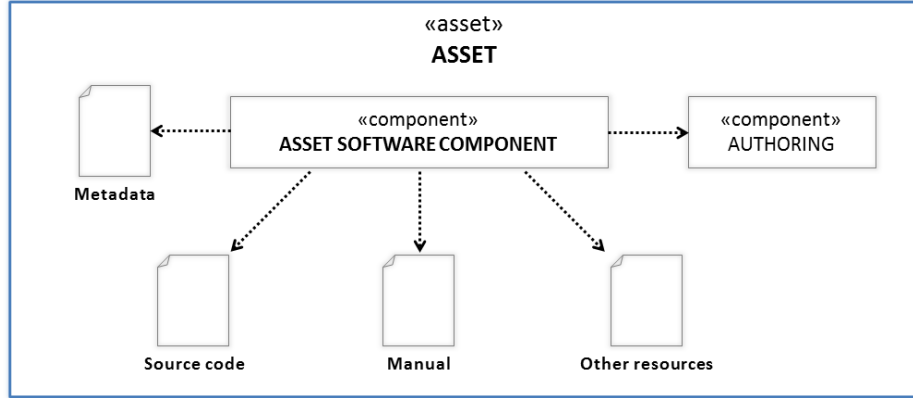 «asset»
ASSET
«component»
ASSET SOFTWARE COMPONENT
«component»
AUTHORING
Metadata
Source code
Manual
Other resources